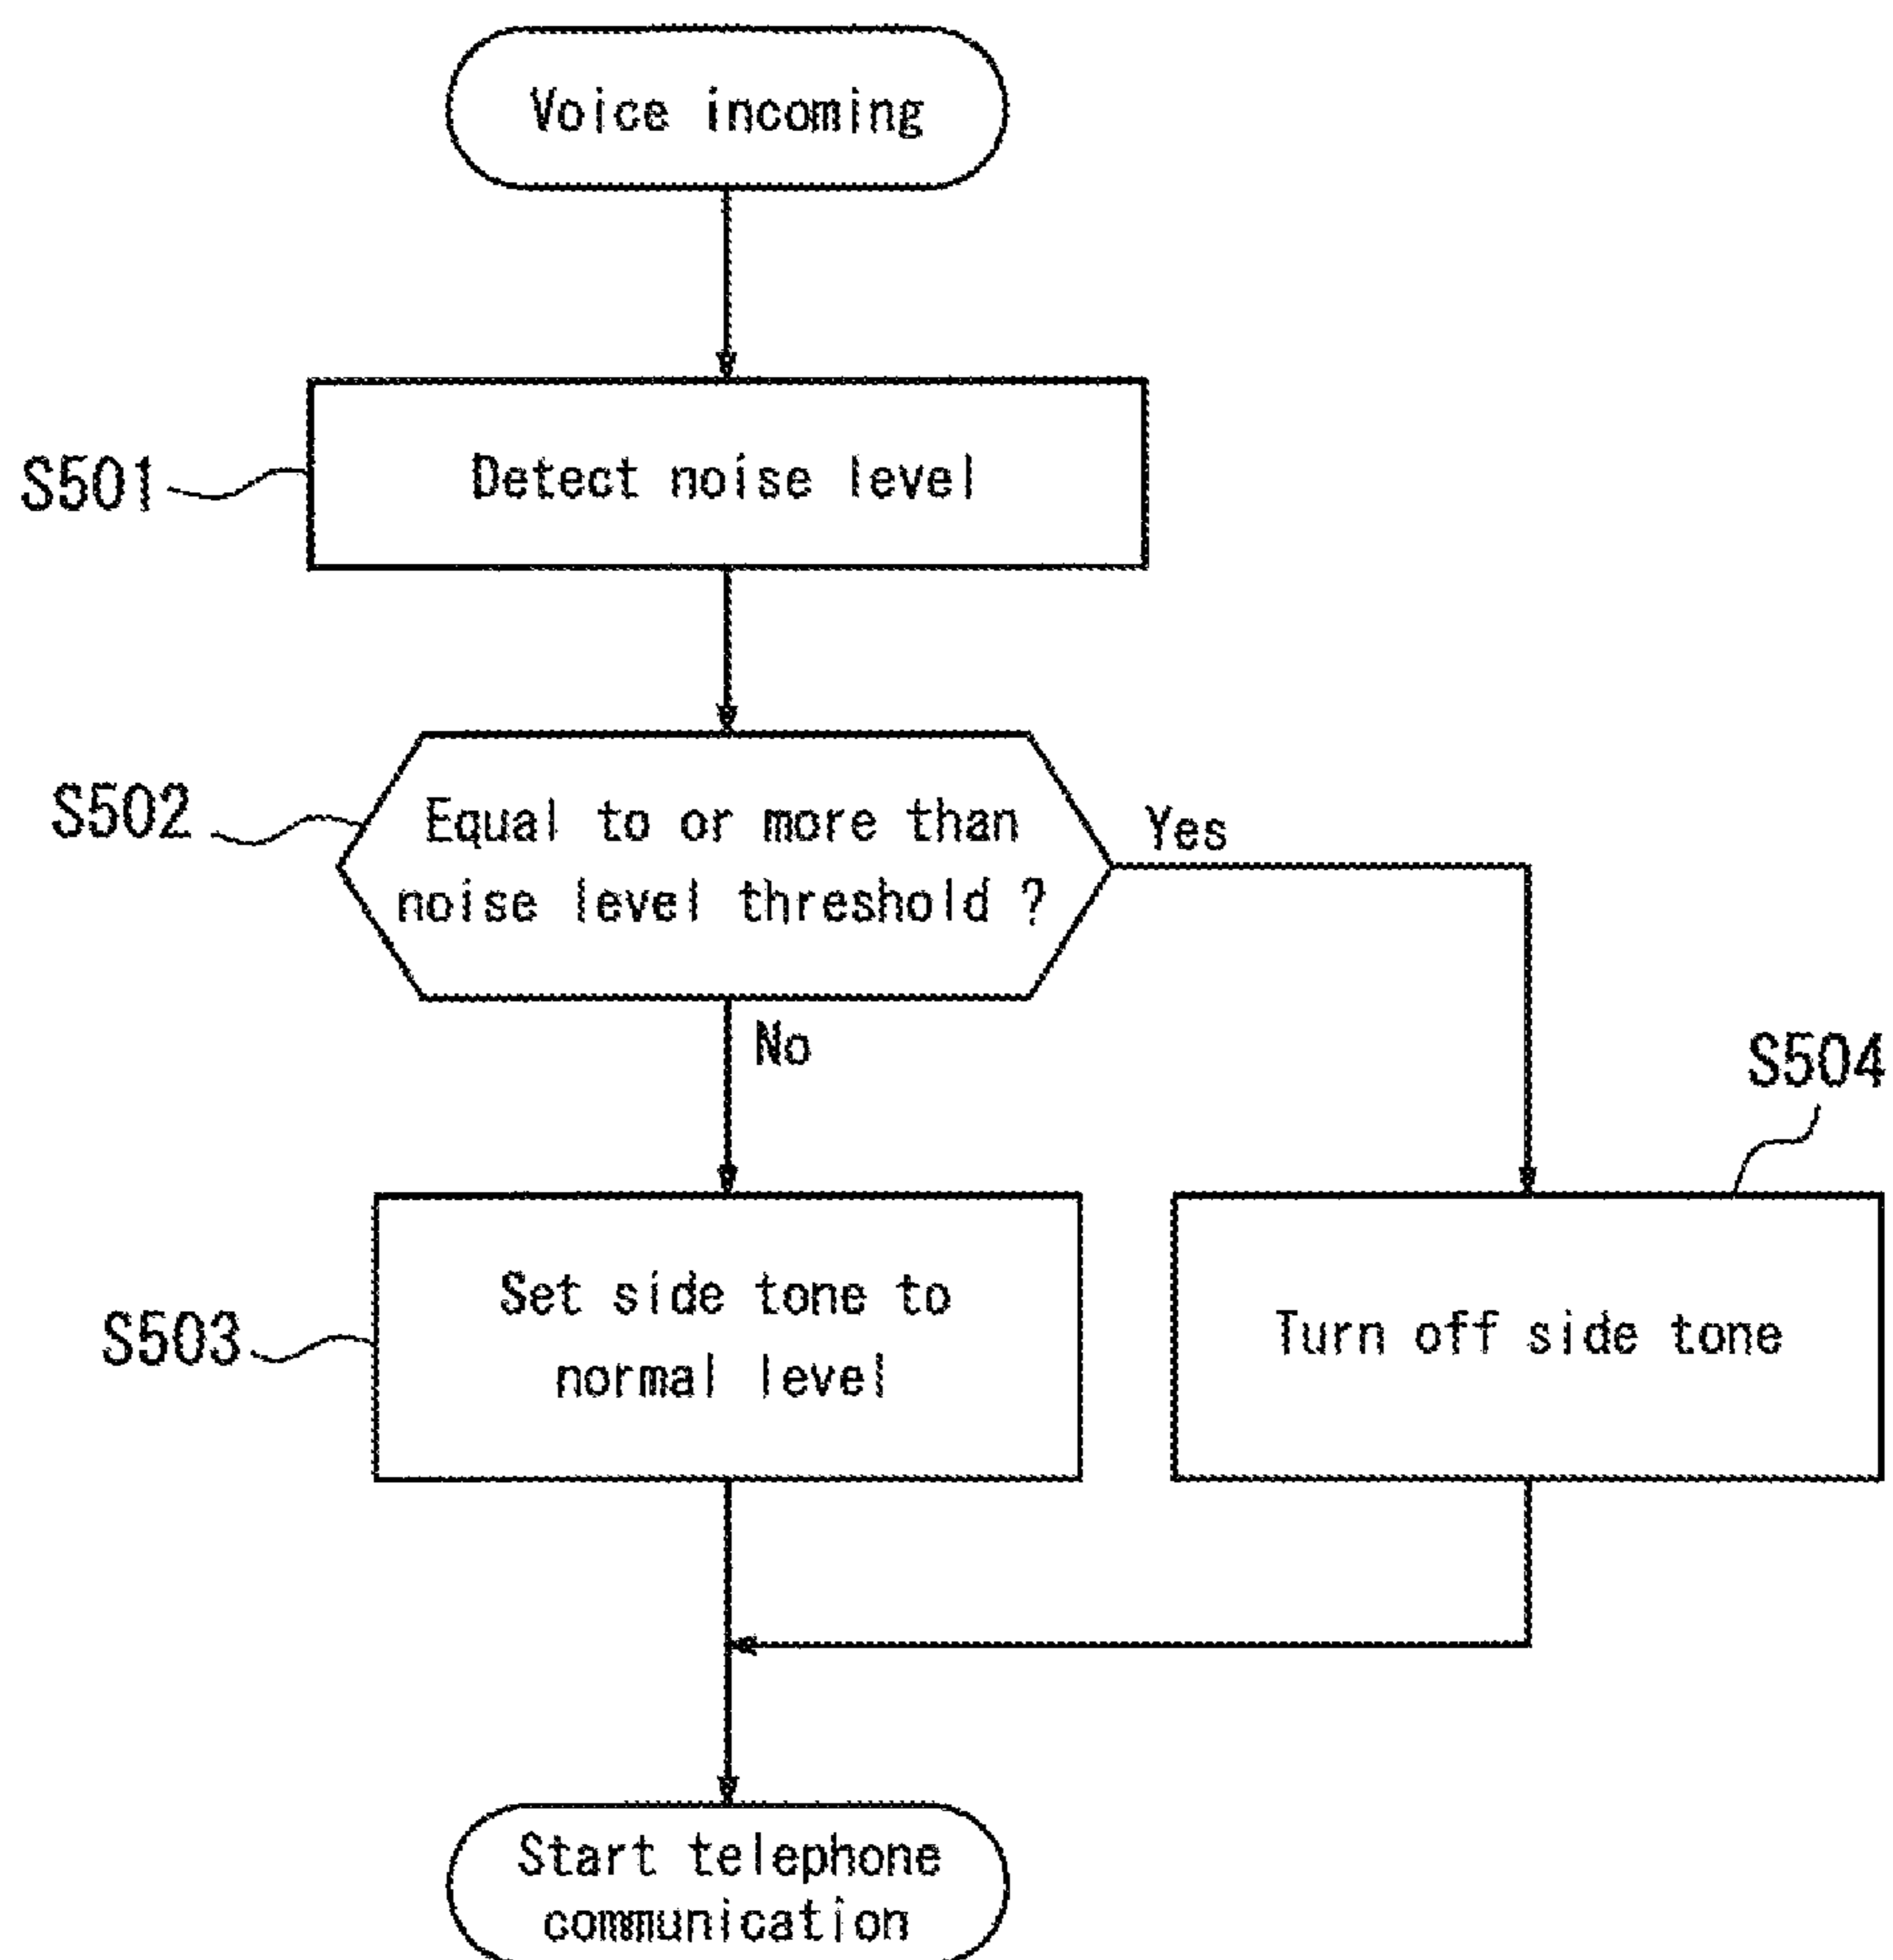 Voice incoming
S501
Detect noise level
S502
Equal to or more than
noise level threshold ?
Yes
No
S504
S503
Set side tone to
normal level
Turn off side tone
Start telephone
communication